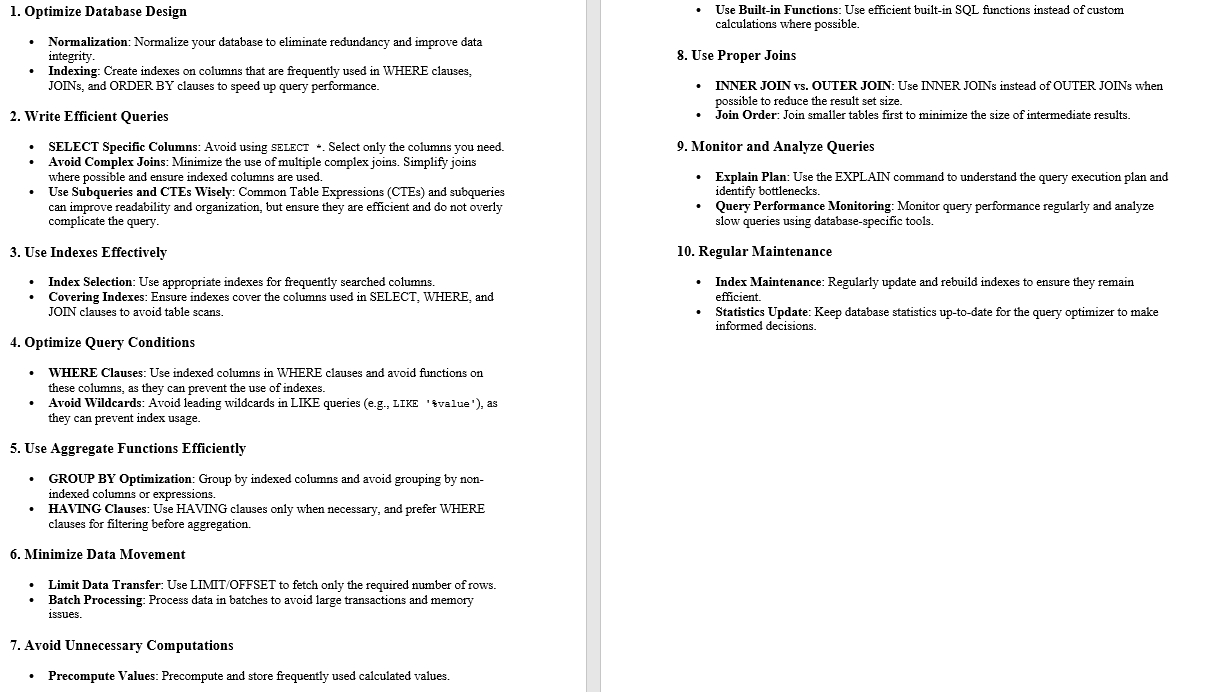 1. Optimize Database Design
• Normalization: Normalize your database to eliminate redundancy and improve data
integrity.
• Indexing: Create indexes on columns that are frequently used in WHERE clauses,
JOINs, and ORDER BY clauses to speed up query performance.
2. Write Efficient Queries
• SELECT Specific Columns: Avoid using SELECT *. Select only the columns you need.
• Avoid Complex Joins: Minimize the use of multiple complex joins. Simplify joins
where possible and ensure indexed columns are used.
• Use Subqueries and CTEs Wisely: Common Table Expressions (CTEs) and subqueries
can improve readability and organization, but ensure they are efficient and do not overly
complicate the query.
3. Use Indexes Effectively
• Index Selection: Use appropriate indexes for frequently searched columns.
• Covering Indexes: Ensure indexes cover the columns used in SELECT, WHERE, and
JOIN clauses to avoid table scans.
4. Optimize Query Conditions
• WHERE Clauses: Use indexed columns in WHERE clauses and avoid functions on
these columns, as they can prevent the use of indexes.
• Avoid Wildcards: Avoid leading wildcards in LIKE queries (e.g., LIKE '%value'), as
they can prevent index usage.
5. Use Aggregate Functions Efficiently
• GROUP BY Optimization: Group by indexed columns and avoid grouping by non-
indexed columns or expressions.
• HAVING Clauses: Use HAVING clauses only when necessary, and prefer WHERE
clauses for filtering before aggregation.
6. Minimize Data Movement
• Limit Data Transfer: Use LIMIT/OFFSET to fetch only the required number of rows.
• Batch Processing: Process data in batches to avoid large transactions and memory
issues.
7. Avoid Unnecessary Computations
• Precompute Values: Precompute and store frequently used calculated values.
• Use Built-in Functions: Use efficient built-in SQL functions instead of custom
calculations where possible.
8. Use Proper Joins
• INNER JOIN vs. OUTER JOIN: Use INNER JOINs instead of OUTER JOINs when
possible to reduce the result set size.
• Join Order: Join smaller tables first to minimize the size of intermediate results.
9. Monitor and Analyze Queries
• Explain Plan: Use the EXPLAIN command to understand the query execution plan and
identify bottlenecks.
• Query Performance Monitoring: Monitor query performance regularly and analyze
slow queries using database-specific tools.
10. Regular Maintenance
• Index Maintenance: Regularly update and rebuild indexes to ensure they remain
efficient.
• Statistics Update: Keep database statistics up-to-date for the query optimizer to make
informed decisions.